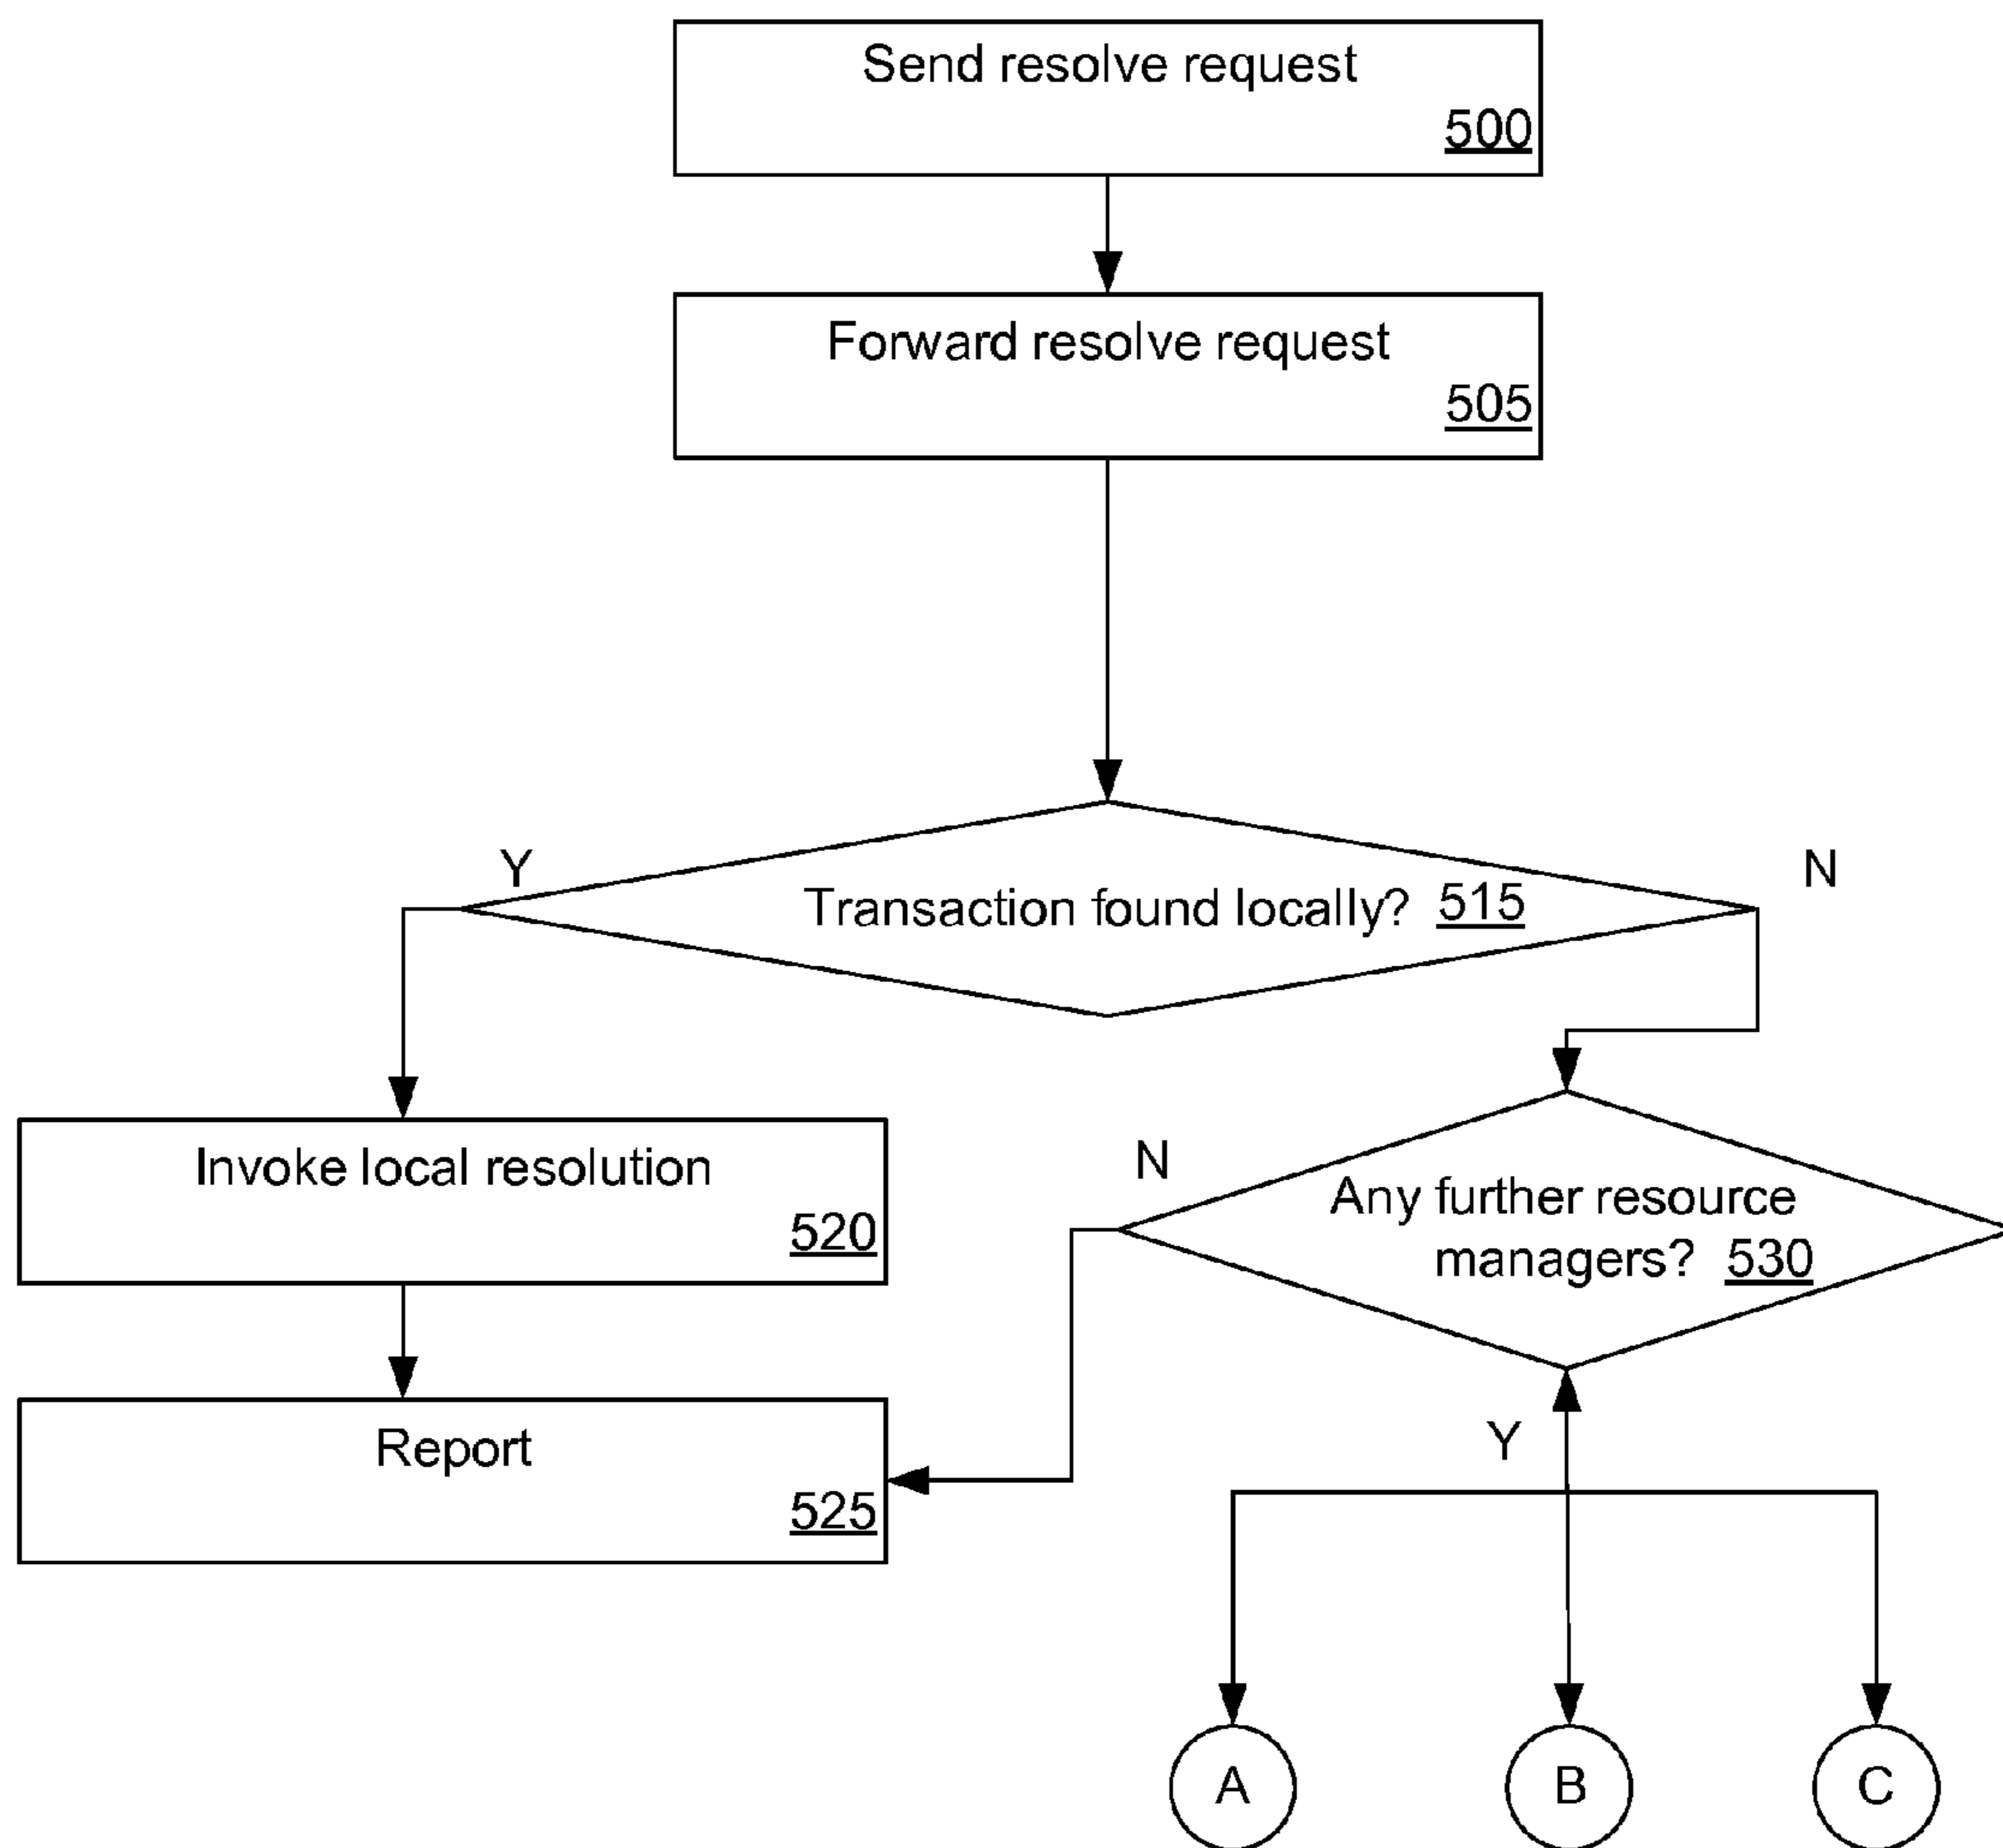 Send resolve request
500
Forward resolve request
505
Y
N
Transaction found locally? 515
Invoke local resolution
520
N
Any further resource
managers? 530
Report
525
Y
A
B
C